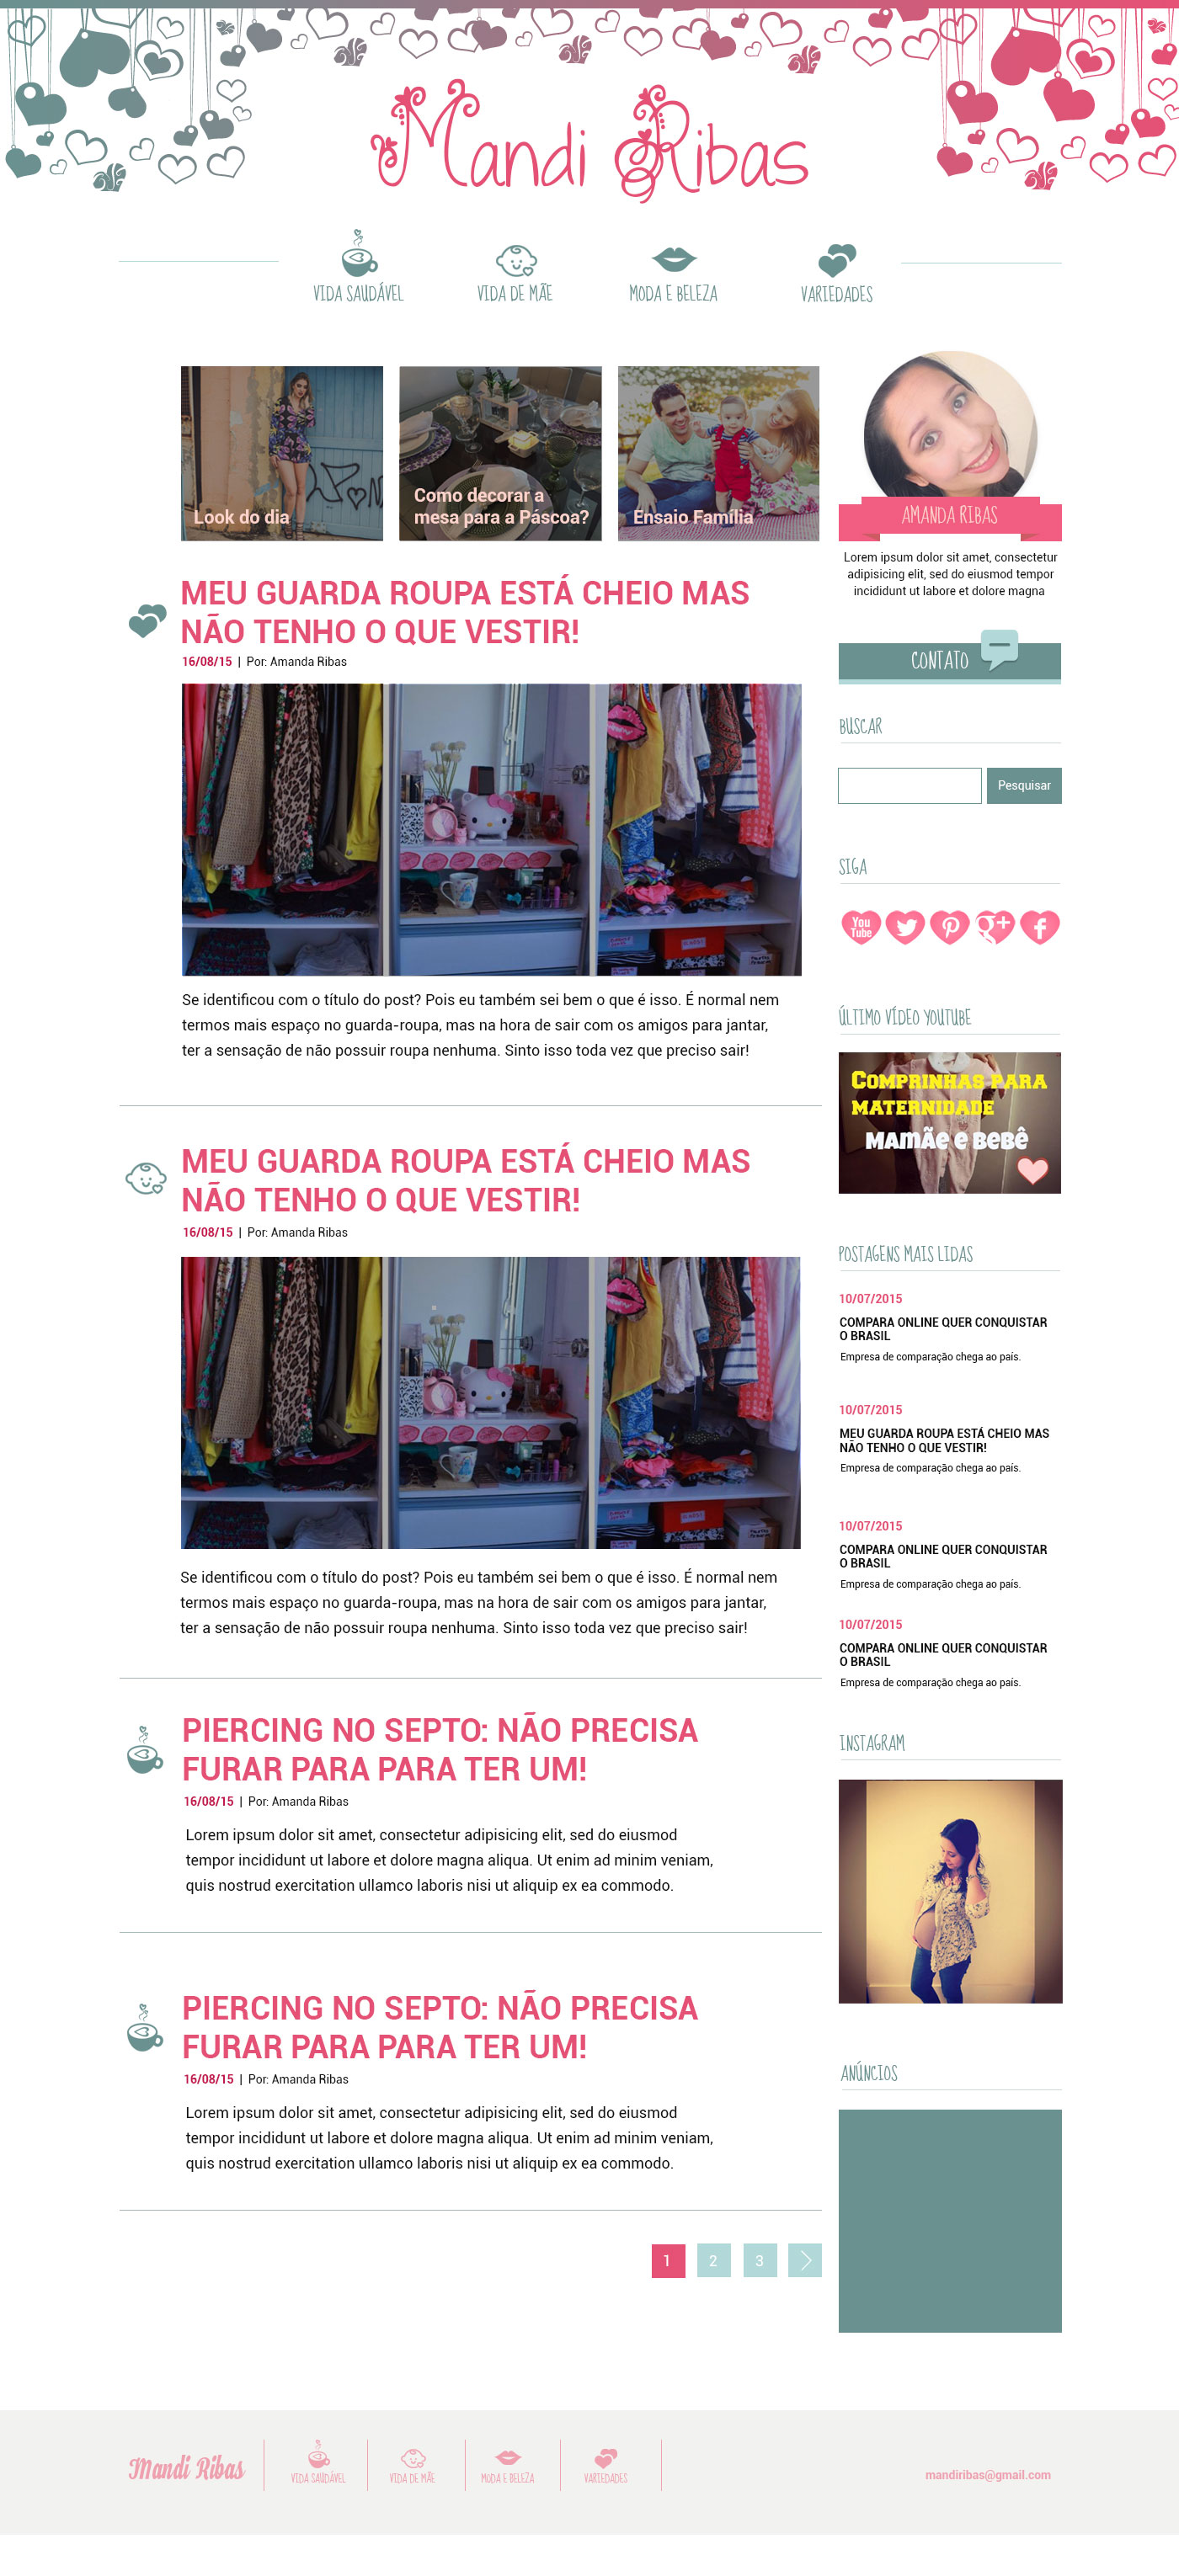 Mandi Ribas
VIDA SAUDÁVEL
VIDA DE MÃE
MODA E BELEZA
VARIEDADES
Look do dia
Como decorar a
mesa para a Páscoa?
Ensaio Família
AMANDA RIBAS
Lorem ipsum dolor sit amet, consectetur
adipisicing elit, sed do eiusmod tempor
incididunt ut labore et dolore magna
CONTATO
BUSCAR
Pesquisar
SIGA
You
Tube
g+
f
ÚLTIMO VÍDEO YOUTUBE
COMPRINHAS PARA
MATERNIDADE
MAMÃE E BEBÊ
POSTAGENS MAIS LIDAS
10/07/2015
COMPARA ONLINE QUER CONQUISTAR
O BRASIL
Empresa de comparação chega ao país.
10/07/2015
MEU GUARDA ROUPA ESTÁ CHEIO MAS
NÃO TENHO O QUE VESTIR!
Empresa de comparação chega ao país.
10/07/2015
COMPARA ONLINE QUER CONQUISTAR
O BRASIL
Empresa de comparação chega ao país.
10/07/2015
COMPARA ONLINE QUER CONQUISTAR
O BRASIL
Empresa de comparação chega ao país.
INSTAGRAM
ANÚNCIOS
MEU GUARDA ROUPA ESTÁ CHEIO MAS
NÃO TENHO O QUE VESTIR!
16/08/15 | Por: Amanda Ribas
Se identificou com o título do post? Pois eu também sei bem o que é isso. É normal nem
termos mais espaço no guarda-roupa, mas na hora de sair com os amigos para jantar,
ter a sensação de não possuir roupa nenhuma. Sinto isso toda vez que preciso sair!
MEU GUARDA ROUPA ESTÁ CHEIO MAS
NÃO TENHO O QUE VESTIR!
16/08/15 | Por: Amanda Ribas
Se identificou com o título do post? Pois eu também sei bem o que é isso. É normal nem
termos mais espaço no guarda-roupa, mas na hora de sair com os amigos para jantar,
ter a sensação de não possuir roupa nenhuma. Sinto isso toda vez que preciso sair!
PIERCING NO SEPTO: NÃO PRECISA
FURAR PARA PARA TER UM!
16/08/15 | Por: Amanda Ribas
Lorem ipsum dolor sit amet, consectetur adipisicing elit, sed do eiusmod
tempor incididunt ut labore et dolore magna aliqua. Ut enim ad minim veniam,
quis nostrud exercitation ullamco laboris nisi ut aliquip ex ea commodo.
PIERCING NO SEPTO: NÃO PRECISA
FURAR PARA PARA TER UM!
16/08/15 | Por: Amanda Ribas
Lorem ipsum dolor sit amet, consectetur adipisicing elit, sed do eiusmod
tempor incididunt ut labore et dolore magna aliqua. Ut enim ad minim veniam,
quis nostrud exercitation ullamco laboris nisi ut aliquip ex ea commodo.
1 2 3
Mandi Ribas
VIDA SAUDÁVEL
VIDA DE MÃE
MODA E BELEZA
VARIEDADES
mandiribas@gmail.com